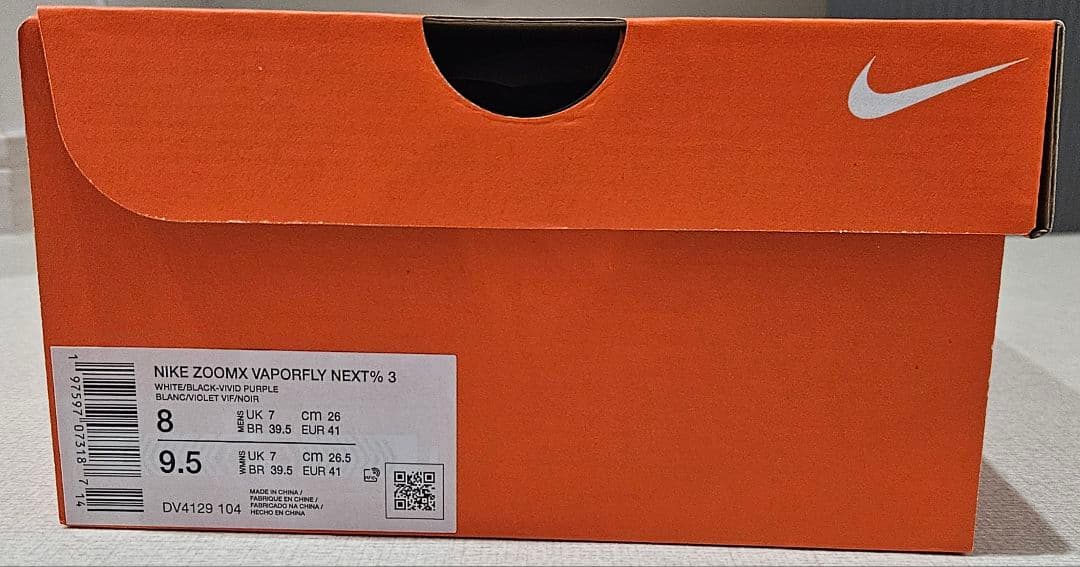 NIKE ZOOMX VAPORFLY NEXT% 3
WHITE/BLACK-VIVID PURPLE
BLANC/VIOLET VIF/NOIR
8 MENS UK 7 cm 26
BR 39.5 EUR 41
9.5 WMNS UK 7 cm 26.5
BR 39.5 EUR 41
RFID
DV4129 104
MADE IN CHINA /
FABRIQUE EN CHINE /
FABRICADO NA CHINA /
HECHO EN CHINA
1 97597 07318 7 14